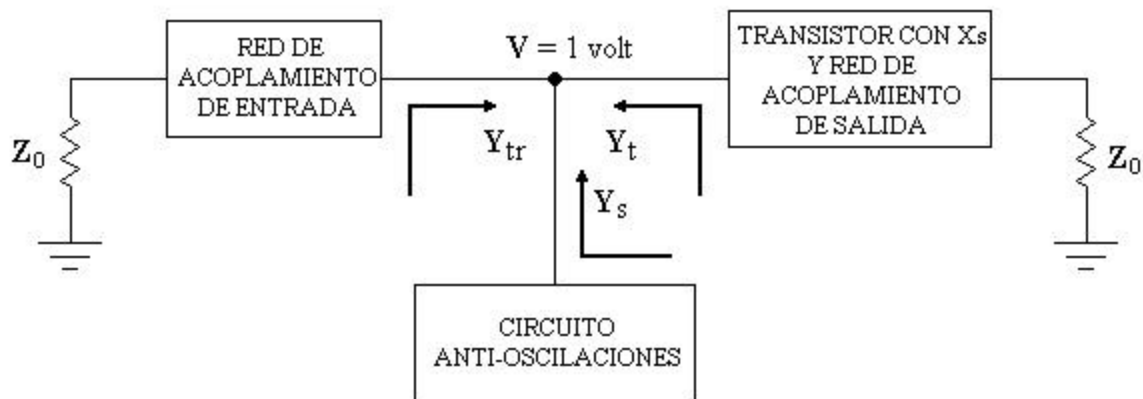 RED DE
ACOPLAMIENTO
DE ENTRADA
V = 1 volt
TRANSISTOR CON Xs
Y RED DE
ACOPLAMIENTO
DE SALIDA
Z0
Ytr
Yt
Ys
Z0
CIRCUITO
ANTI-OSCILACIONES